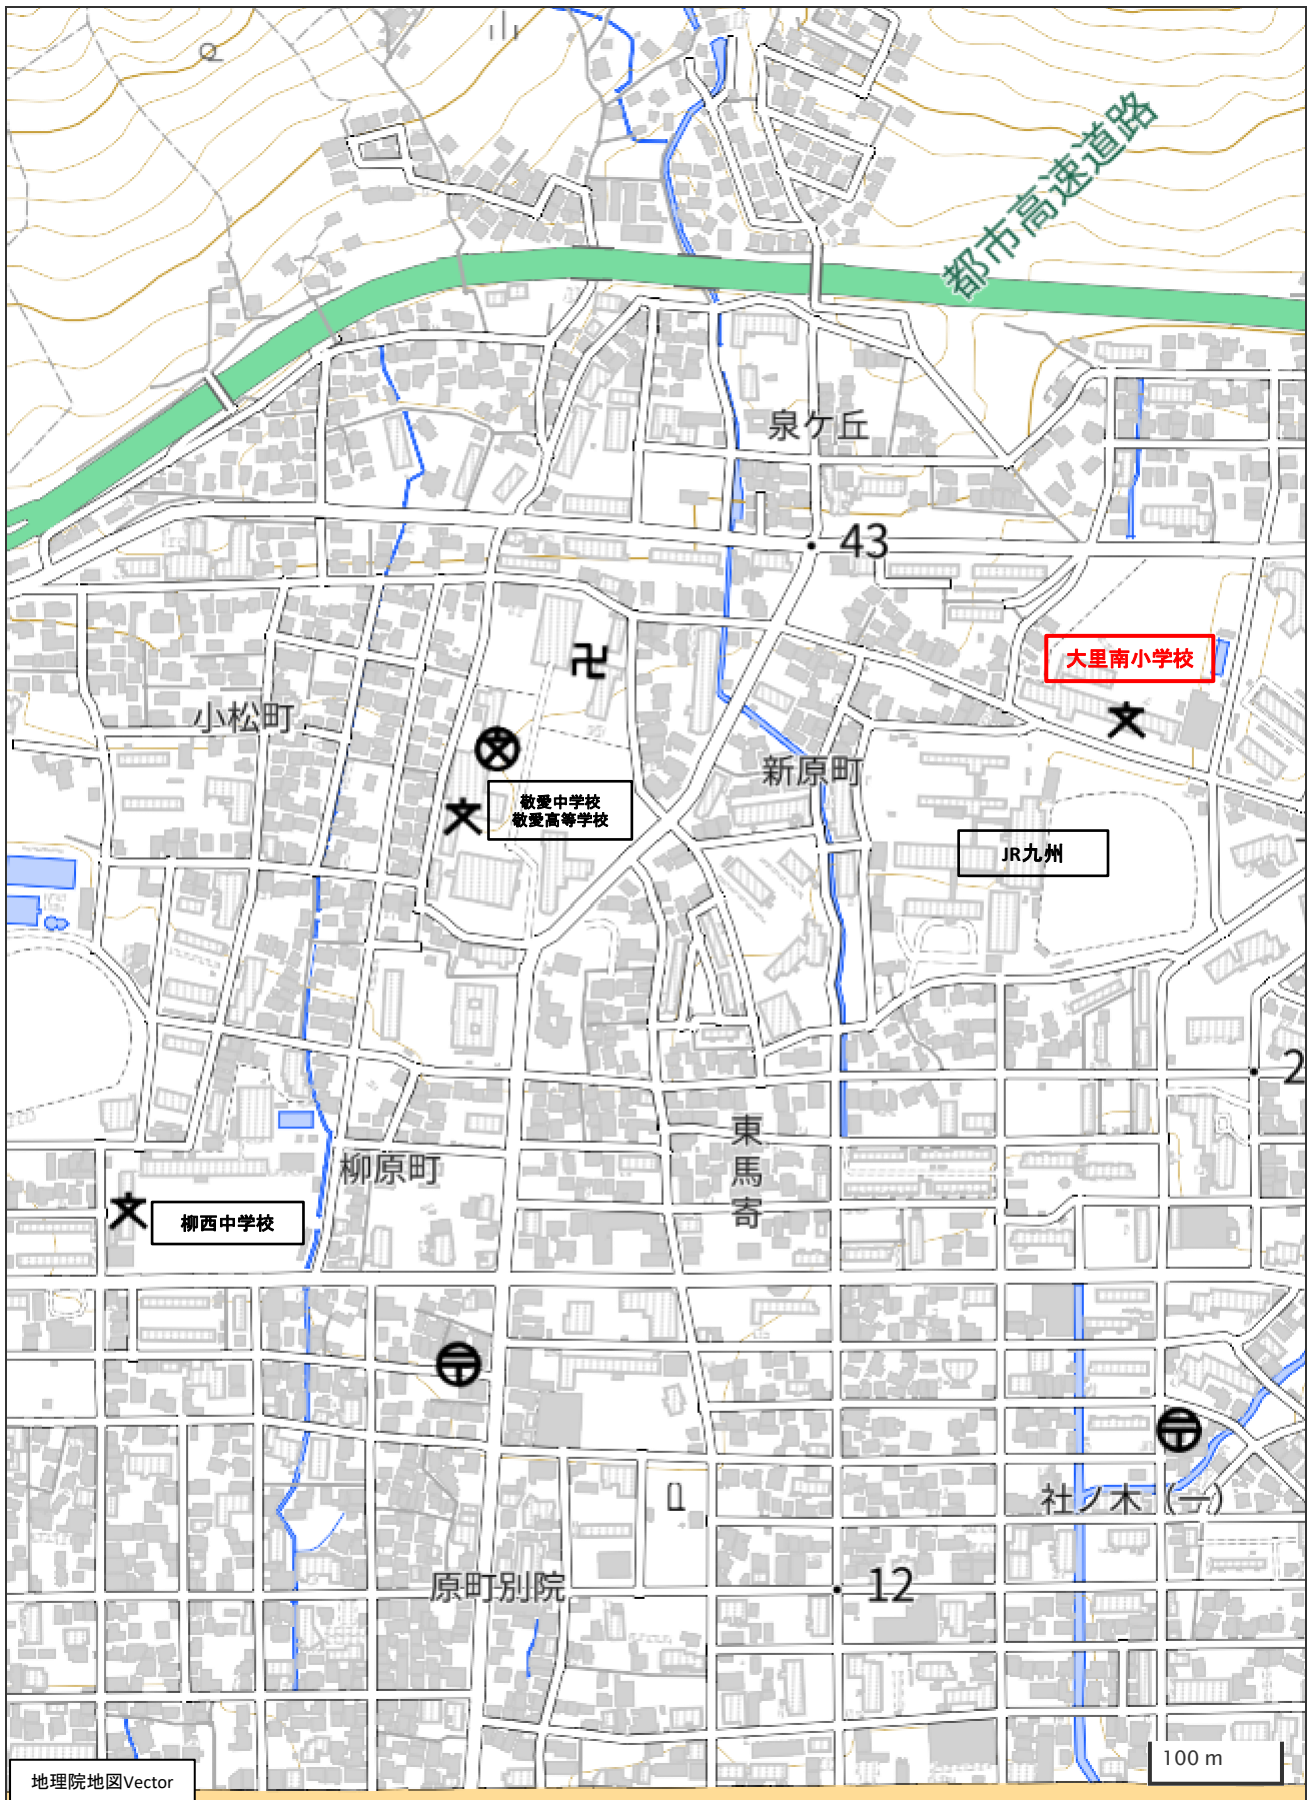 都市高速道路
泉ケ丘
43
大里南小学校
小松町
新原町
敬愛中学校
敬愛高等学校
JR九州
2
東馬寄
柳原町
柳西中学校
社ノ木（一）
原町別院
12
100 m
地理院地図Vector